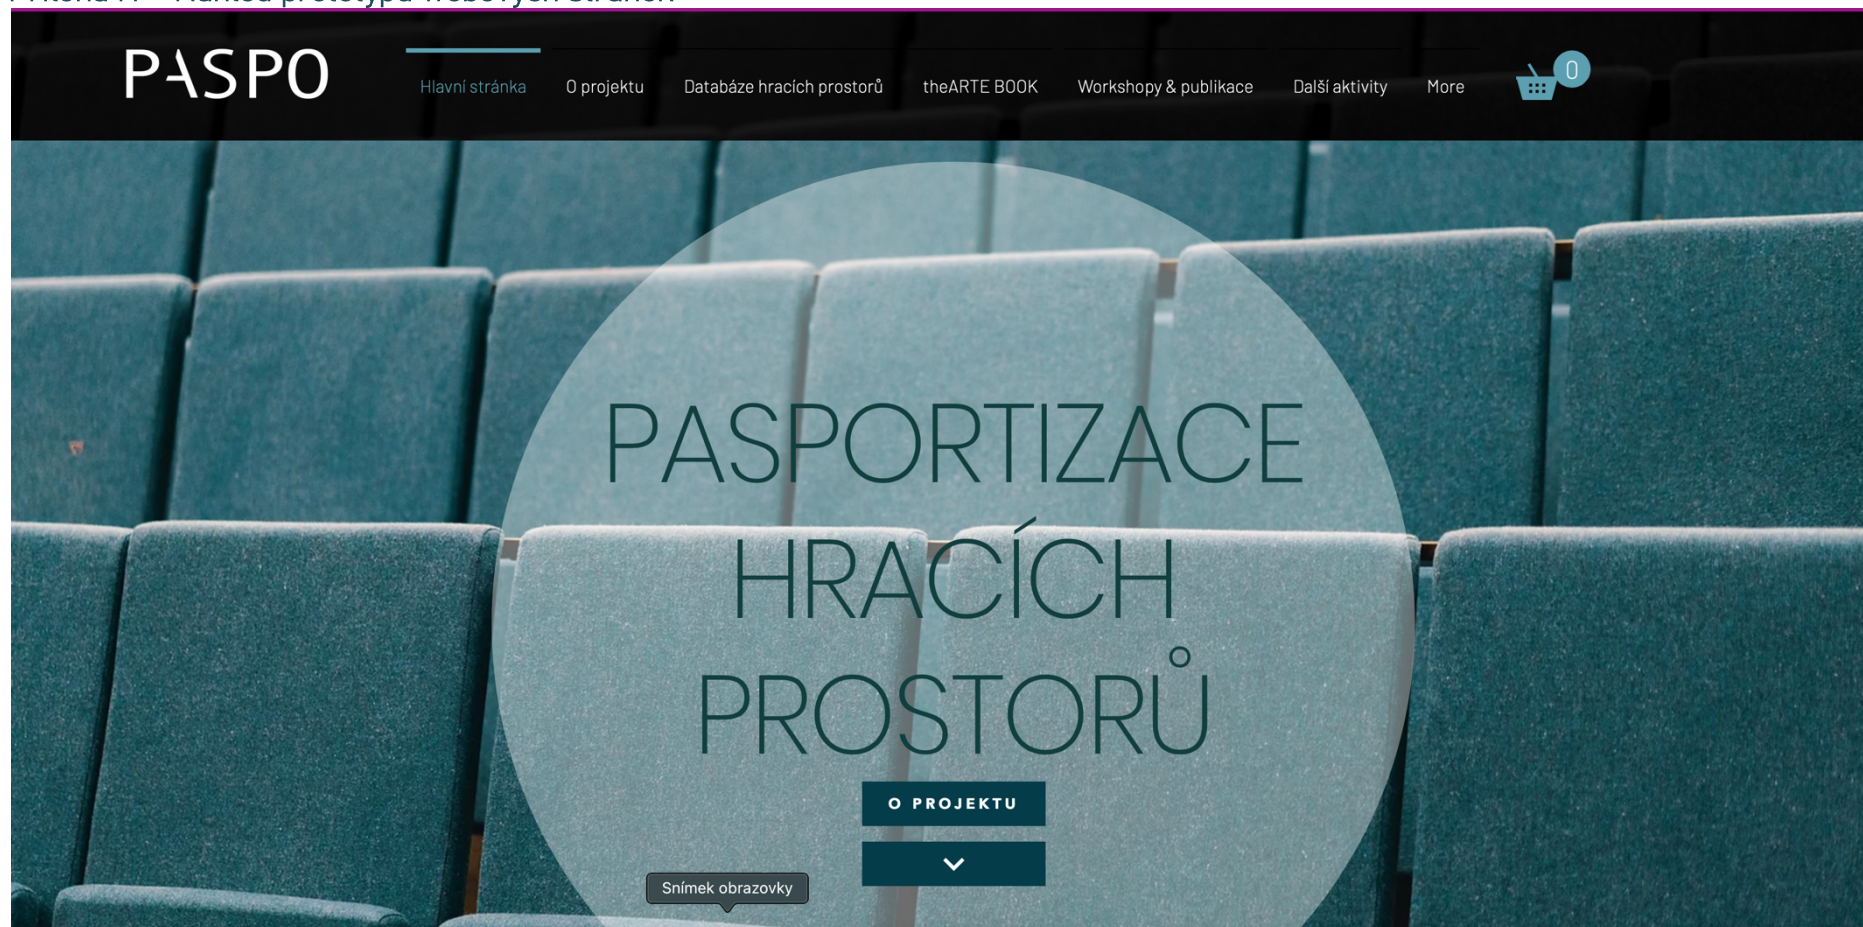 PASPO
Hlavní stránka O projektu Databáze hracích prostorů theARTE BOOK Workshopy & publikace Další aktivity More 0
PASPORTIZACE
HRACÍCH
PROSTORŮ
O PROJEKTU
Snímek obrazovky